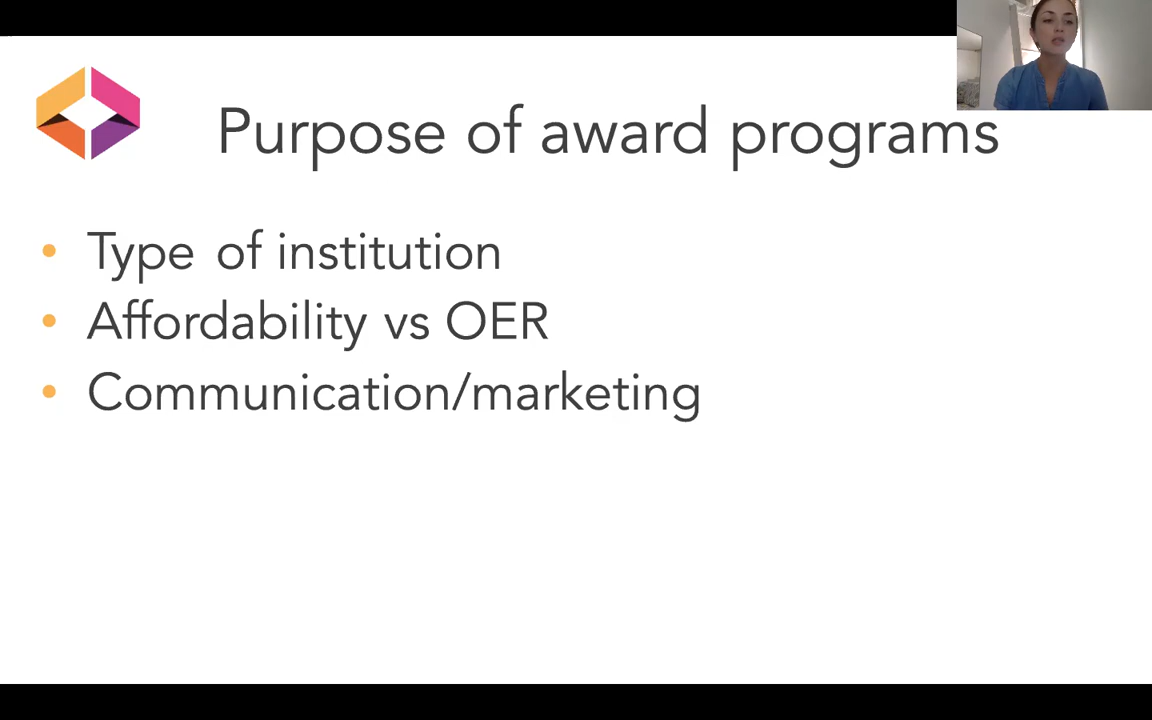 Purpose of award programs
• Type of institution
• Affordability vs OER
• Communication/marketing